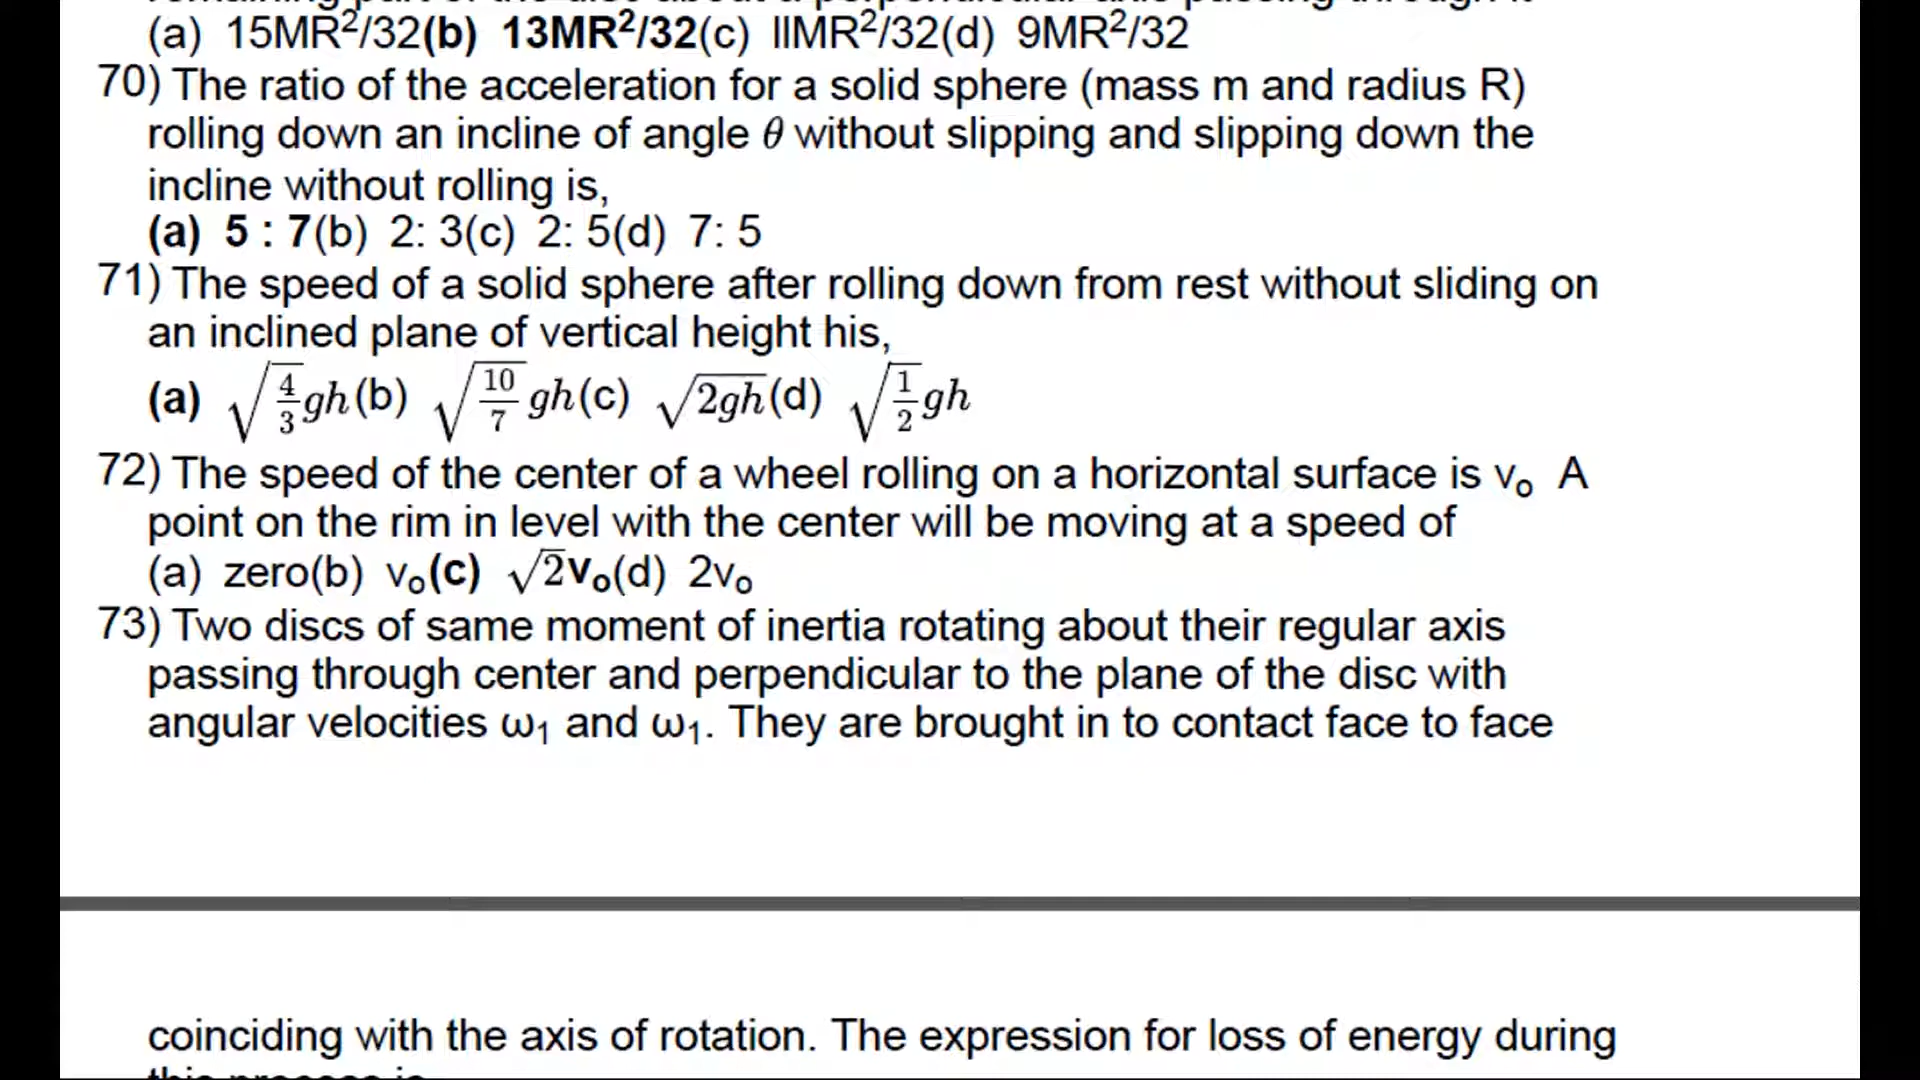 (a) 15MR²/32(b) 13MR²/32(c) llMR²/32(d) 9MR²/32
70) The ratio of the acceleration for a solid sphere (mass m and radius R)
rolling down an incline of angle θ without slipping and slipping down the
incline without rolling is,
(a) 5 : 7(b) 2: 3(c) 2: 5(d) 7: 5
71) The speed of a solid sphere after rolling down from rest without sliding on
an inclined plane of vertical height his,
(a) √(4/3)gh(b) √(10/7)gh(c) √2gh(d) √(1/2)gh
72) The speed of the center of a wheel rolling on a horizontal surface is vₒ A
point on the rim in level with the center will be moving at a speed of
(a) zero(b) vₒ(c) √2vₒ(d) 2vₒ
73) Two discs of same moment of inertia rotating about their regular axis
passing through center and perpendicular to the plane of the disc with
angular velocities ω₁ and ω₁. They are brought in to contact face to face
coinciding with the axis of rotation. The expression for loss of energy during